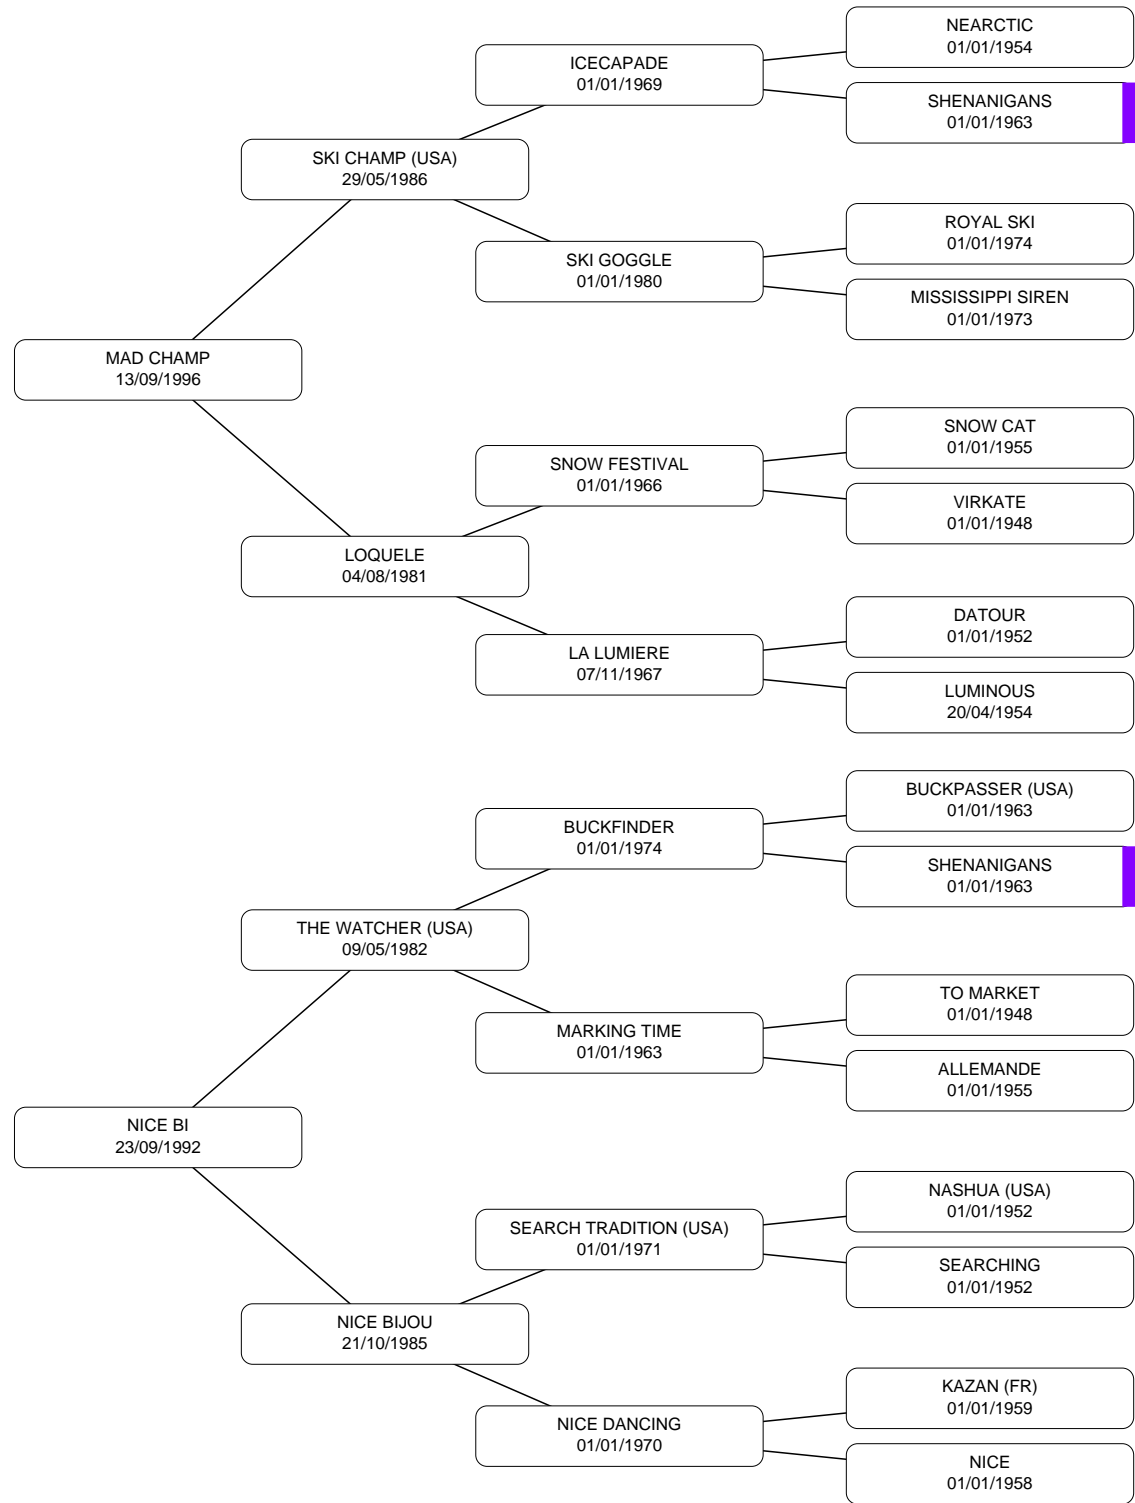 NEARCTIC
01/01/1954
ICECAPADE
01/01/1969
SHENANIGANS
01/01/1963
SKI CHAMP (USA)
29/05/1986
ROYAL SKI
01/01/1974
SKI GOGGLE
01/01/1980
MISSISSIPPI SIREN
01/01/1973
MAD CHAMP
13/09/1996
SNOW CAT
01/01/1955
SNOW FESTIVAL
01/01/1966
VIRKATE
01/01/1948
LOQUELE
04/08/1981
DATOUR
01/01/1952
LA LUMIERE
07/11/1967
LUMINOUS
20/04/1954
BUCKPASSER (USA)
01/01/1963
BUCKFINDER
01/01/1974
SHENANIGANS
01/01/1963
THE WATCHER (USA)
09/05/1982
TO MARKET
01/01/1948
MARKING TIME
01/01/1963
ALLEMANDE
01/01/1955
NICE BI
23/09/1992
NASHUA (USA)
01/01/1952
SEARCH TRADITION (USA)
01/01/1971
SEARCHING
01/01/1952
NICE BIJOU
21/10/1985
KAZAN (FR)
01/01/1959
NICE DANCING
01/01/1970
NICE
01/01/1958